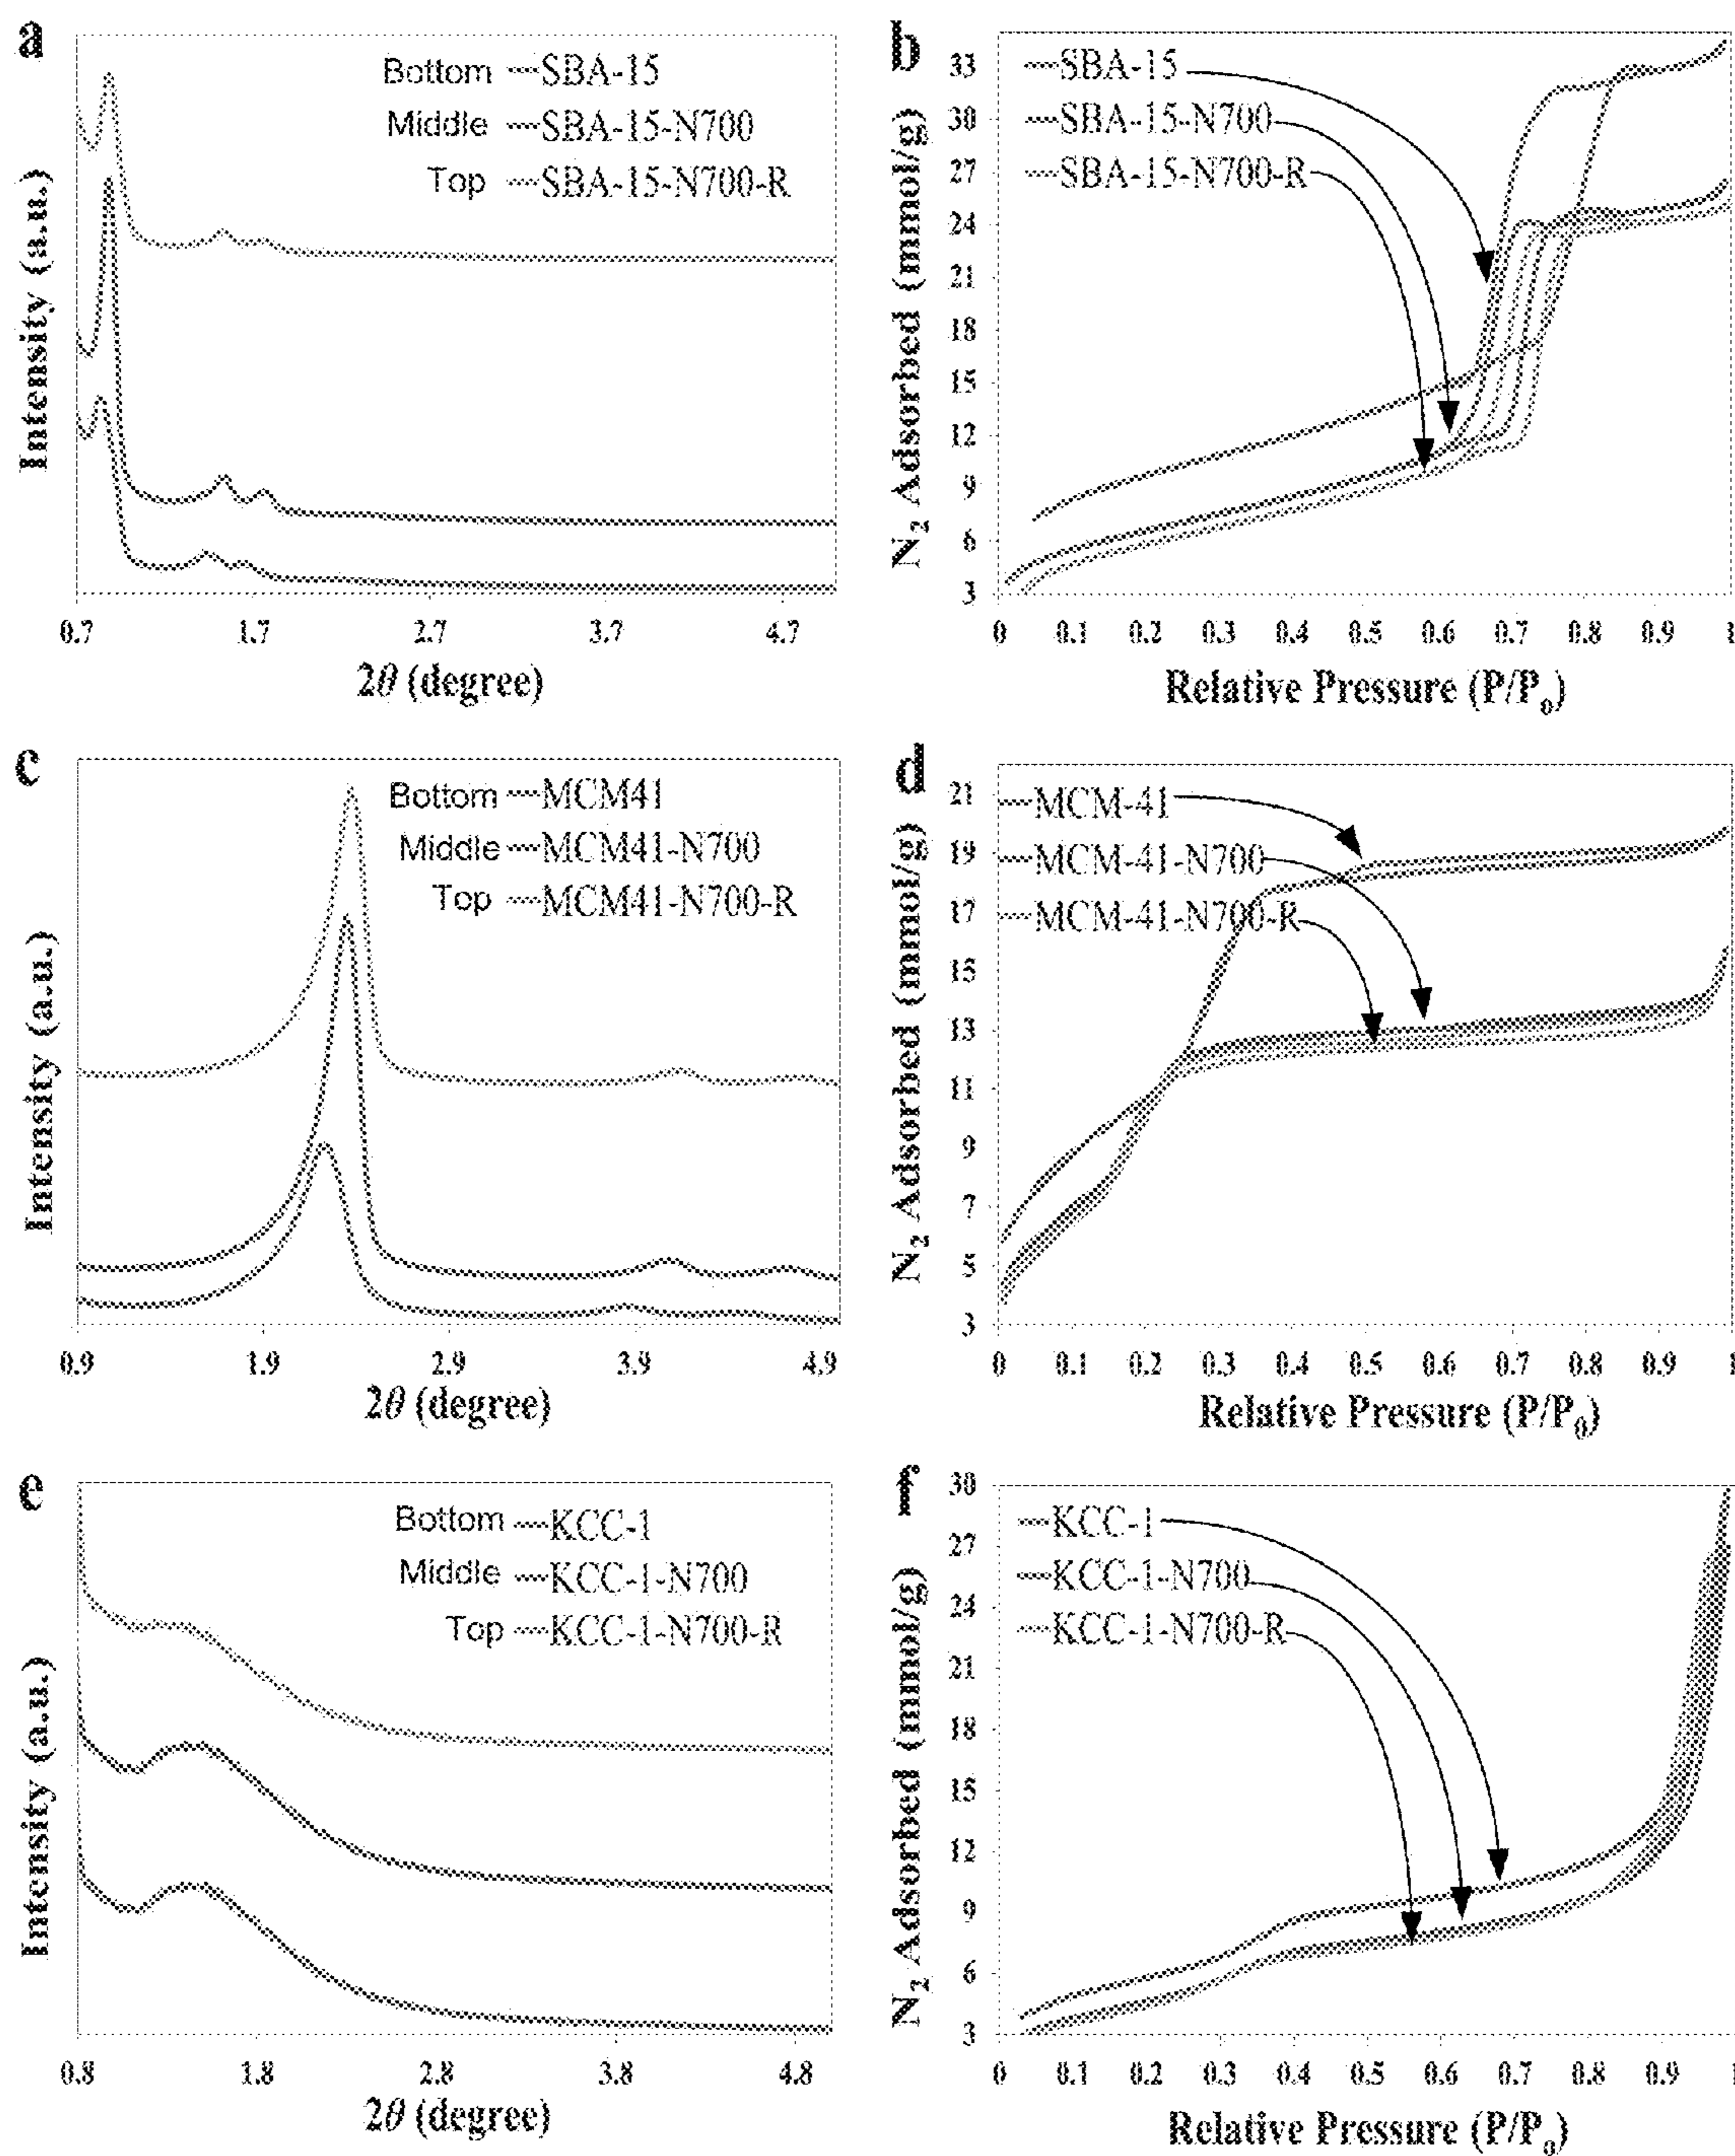 a
Bottom SBA-15
Middle SBA-15-N700
Top SBA-15-N700-R
Intensity (a.u.)
0.7 1.7 2.7 3.7 4.7
2θ (degree)
b
SBA-15
SBA-15-N700
SBA-15-N700-R
N2 Adsorbed (mmol/g)
33
30
27
24
21
18
15
12
9
6
3
0 0.1 0.2 0.3 0.4 0.5 0.6 0.7 0.8 0.9 1
Relative Pressure (P/P0)
c
Bottom MCM41
Middle MCM41-N700
Top MCM41-N700-R
Intensity (a.u.)
0.9 1.9 2.9 3.9 4.9
2θ (degree)
d
MCM-41
MCM-41-N700
MCM-41-N700-R
N2 Adsorbed (mmol/g)
21
19
17
15
13
11
9
7
5
3
0 0.1 0.2 0.3 0.4 0.5 0.6 0.7 0.8 0.9 1
Relative Pressure (P/P0)
e
Bottom KCC-1
Middle KCC-1-N700
Top KCC-1-N700-R
Intensity (a.u.)
0.8 1.8 2.8 3.8 4.8
2θ (degree)
f
KCC-1
KCC-1-N700
KCC-1-N700-R
N2 Adsorbed (mmol/g)
30
27
24
21
18
15
12
9
6
3
0 0.1 0.2 0.3 0.4 0.5 0.6 0.7 0.8 0.9 1
Relative Pressure (P/P0)